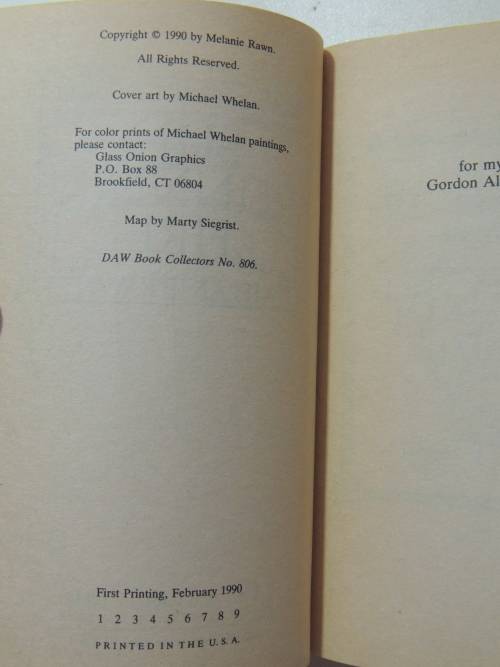 Copyright © 1990 by Melanie Rawn.
All Rights Reserved.
Cover art by Michael Whelan.
For color prints of Michael Whelan paintings,
please contact:
Glass Onion Graphics
P.O. Box 88
Brookfield, CT 06804
Map by Marty Siegrist.
DAW Book Collectors No. 806.
First Printing, February 1990
1 2 3 4 5 6 7 8 9
PRINTED IN THE U.S.A.
for my
Gordon Al